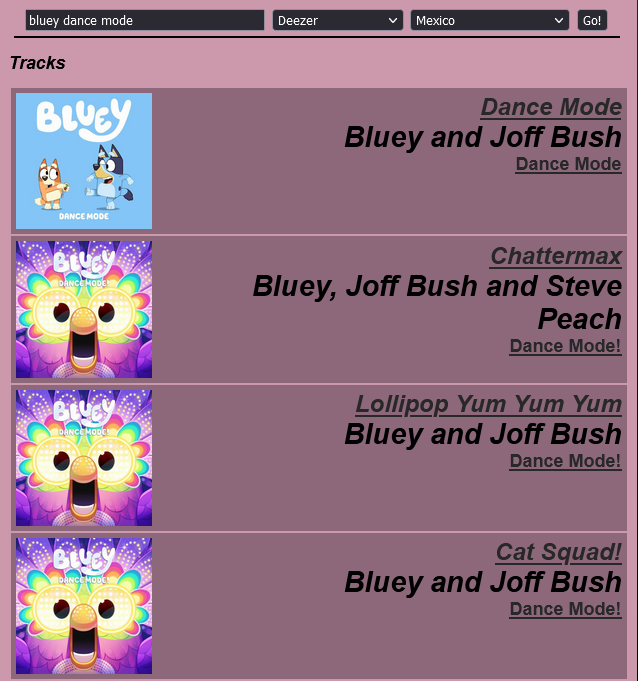 bluey dance mode
Deezer
Mexico
Go!
Tracks
BLUEY
DANCE MODE
Dance Mode
Bluey and Joff Bush
Dance Mode
BLUEY
DANCE MODE!
Chattermax
Bluey, Joff Bush and Steve
Peach
Dance Mode!
BLUEY
DANCE MODE!
Lollipop Yum Yum Yum
Bluey and Joff Bush
Dance Mode!
BLUEY
DANCE MODE!
Cat Squad!
Bluey and Joff Bush
Dance Mode!